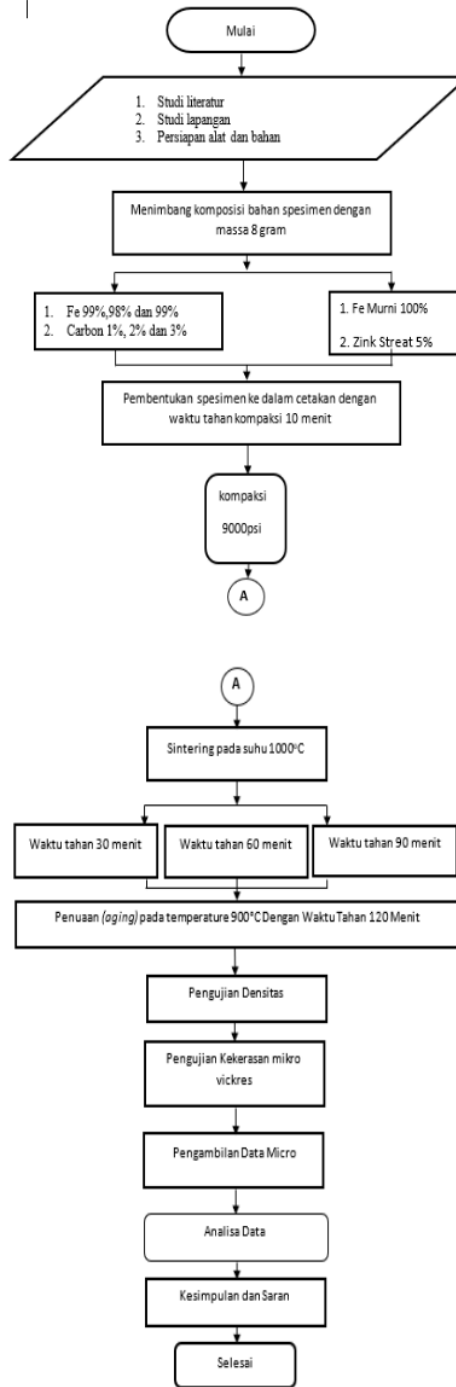 Mulai
1. Studi literatur
2. Studi lapangan
3. Persiapan alat dan bahan
Menimbang komposisi bahan spesimen dengan
massa 8 gram
1. Fe 99%,98% dan 99%
2. Carbon 1%, 2% dan 3%
1. Fe Murni 100%
2. Zink Streat 5%
Pembentukan spesimen ke dalam cetakan dengan
waktu tahan kompaksi 10 menit
kompaksi
9000psi
A
A
Sintering pada suhu 1000°C
Waktu tahan 30 menit
Waktu tahan 60 menit
Waktu tahan 90 menit
Penuaan (aging) pada temperature 900°C Dengan Waktu Tahan 120 Menit
Pengujian Densitas
Pengujian Kekerasan mikro
vickres
Pengambilan Data Micro
Analisa Data
Kesimpulan dan Saran
Selesai